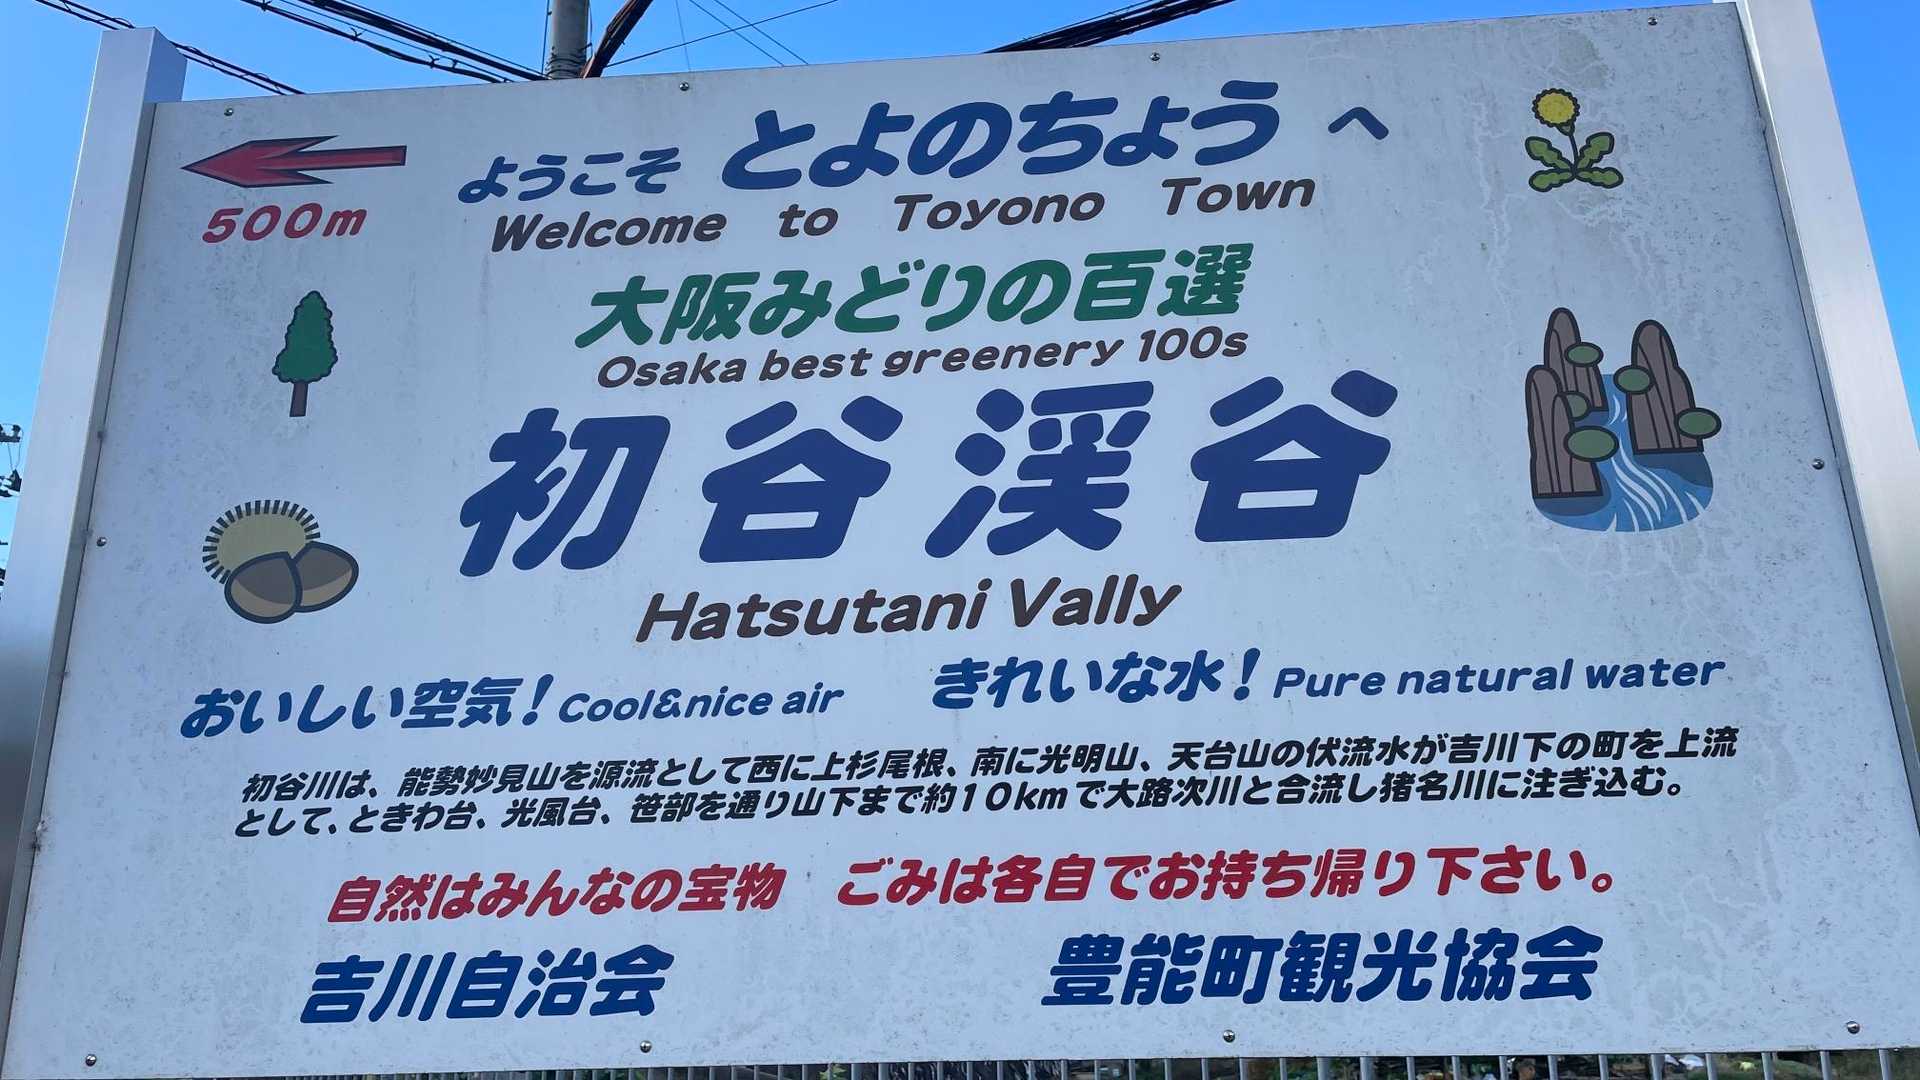 500m
ようこそ とよのちょう へ
Welcome to Toyono Town
大阪みどりの百選
Osaka best greenery 100s
初谷渓谷
Hatsutani Vally
おいしい空気！Cool&nice air きれいな水！Pure natural water
初谷川は、能勢妙見山を源流として西に上杉尾根、南に光明山、天台山の伏流水が吉川下の町を上流
として、ときわ台、光風台、笹部を通り山下まで約10kmで大路次川と合流し猪名川に注ぎ込む。
自然はみんなの宝物 ごみは各自でお持ち帰り下さい。
吉川自治会 豊能町観光協会